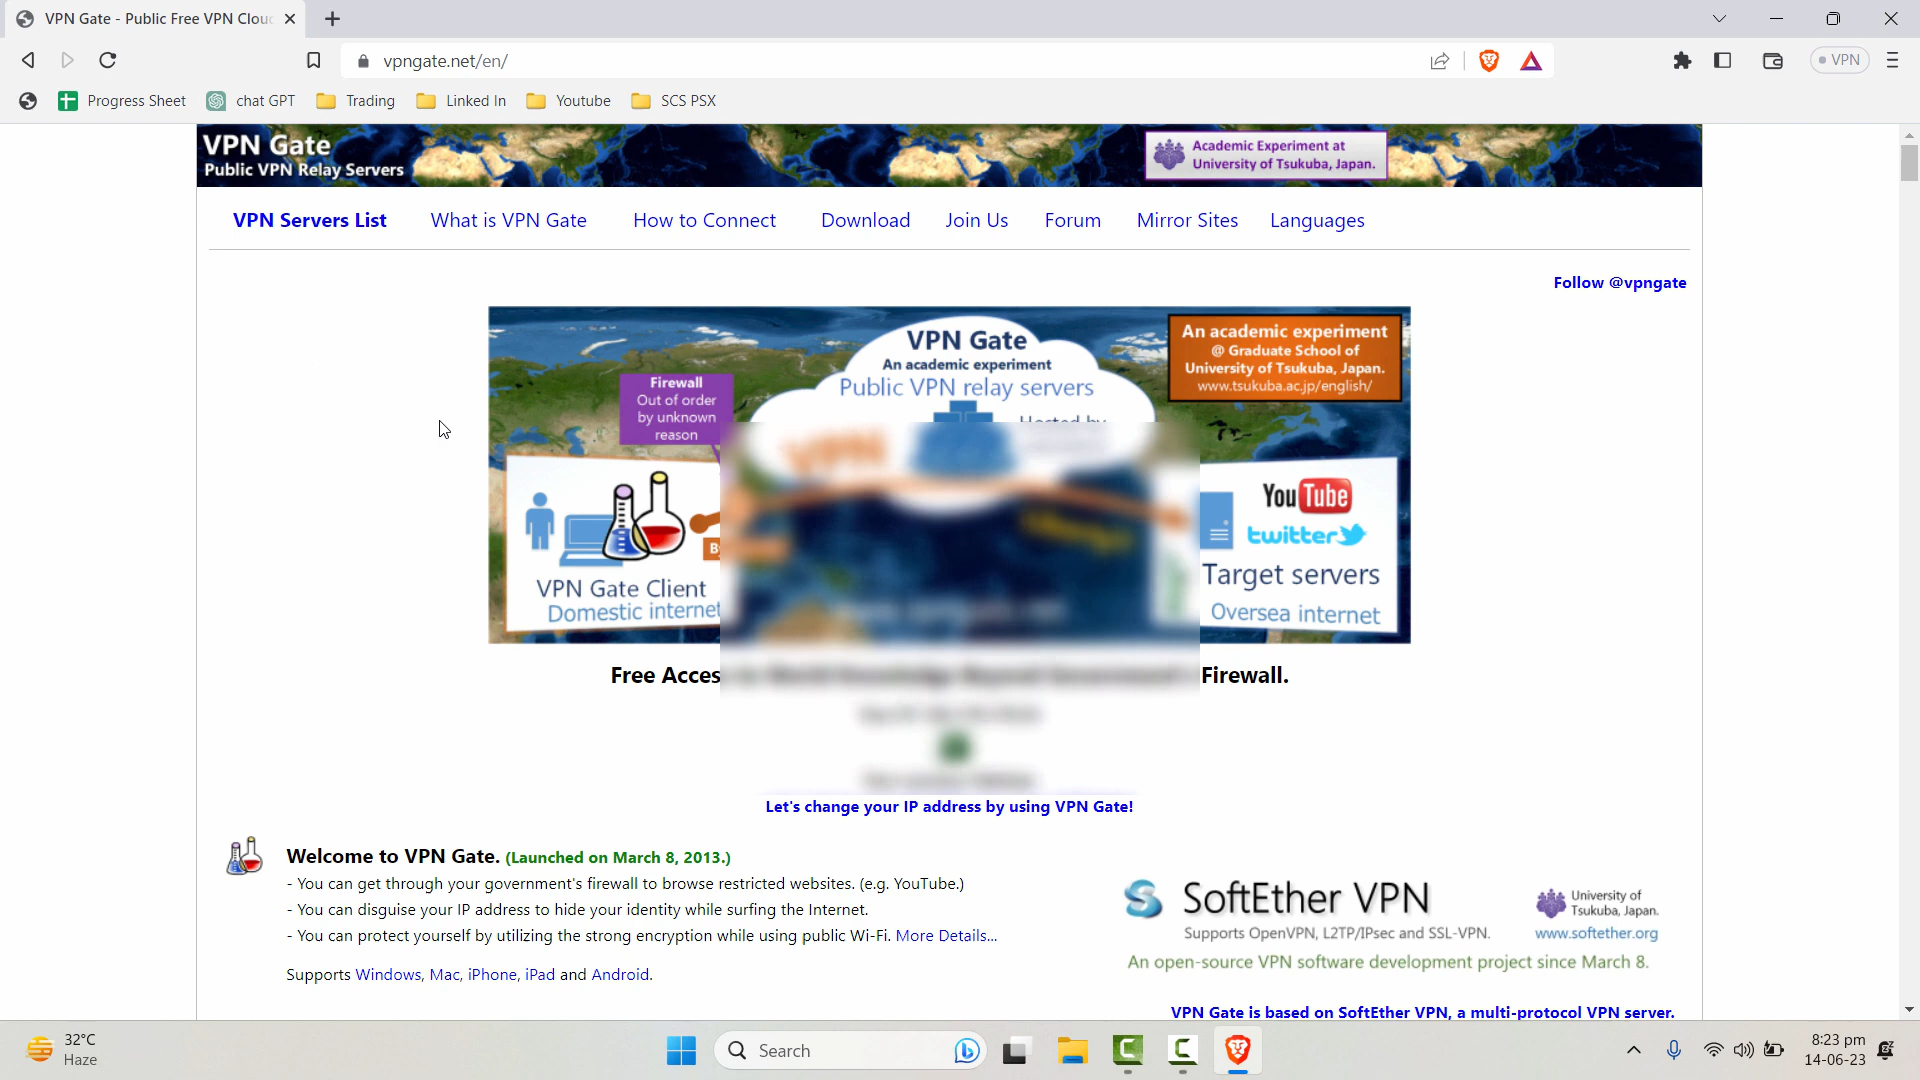 VPN Gate - Public Free VPN Clou
vpngate.net/en/
VPN
Progress Sheet
chat GPT
Trading
Linked In
Youtube
SCS PSX
VPN Gate
Public VPN Relay Servers
Academic Experiment at
University of Tsukuba, Japan.
VPN Servers List
What is VPN Gate
How to Connect
Download
Join Us
Forum
Mirror Sites
Languages
Follow @vpngate
VPN Gate
An academic experiment
Public VPN relay servers
Hosted by
An academic experiment
@ Graduate School of
University of Tsukuba, Japan.
www.tsukuba.ac.jp/english/
Firewall
Out of order
by unknown
reason
VPN
VPN Gate Client
Domestic internet
YouTube
twitter
Target servers
Oversea internet
Free Access Firewall.
Let's change your IP address by using VPN Gate!
Welcome to VPN Gate. (Launched on March 8, 2013.)
- You can get through your government's firewall to browse restricted websites. (e.g. YouTube.)
- You can disguise your IP address to hide your identity while surfing the Internet.
- You can protect yourself by utilizing the strong encryption while using public Wi-Fi. More Details...
Supports Windows, Mac, iPhone, iPad and Android.
SoftEther VPN
Supports OpenVPN, L2TP/IPsec and SSL-VPN.
University of
Tsukuba, Japan.
www.softether.org
An open-source VPN software development project since March 8.
VPN Gate is based on SoftEther VPN, a multi-protocol VPN server.
32°C
Haze
Search
8:23 pm
14-06-23